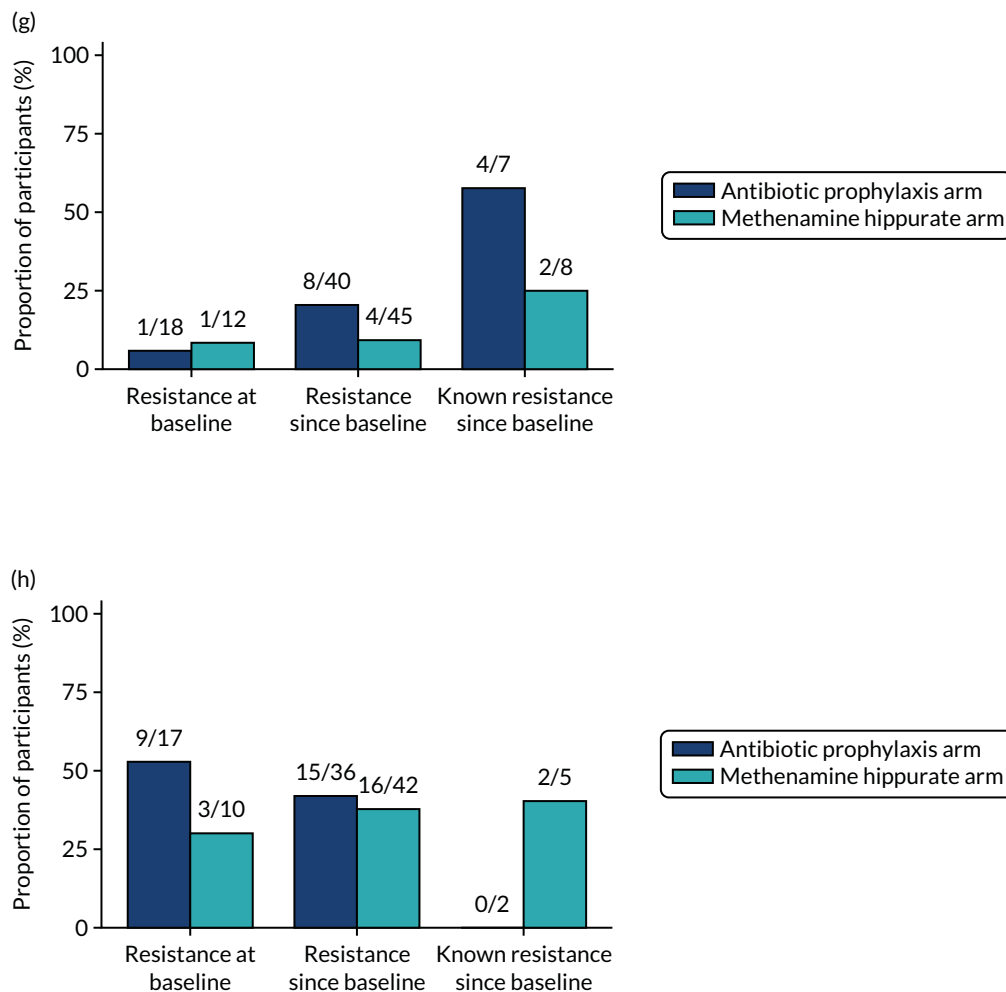 (g)
Proportion of participants (%)
100
75
50
25
0
1/18
1/12
8/40
4/45
4/7
2/8
Resistance at
baseline
Resistance
since baseline
Known resistance
since baseline
Antibiotic prophylaxis arm
Methenamine hippurate arm
(h)
Proportion of participants (%)
100
75
50
25
0
9/17
3/10
15/36
16/42
0/2
2/5
Resistance at
baseline
Resistance
since baseline
Known resistance
since baseline
Antibiotic prophylaxis arm
Methenamine hippurate arm